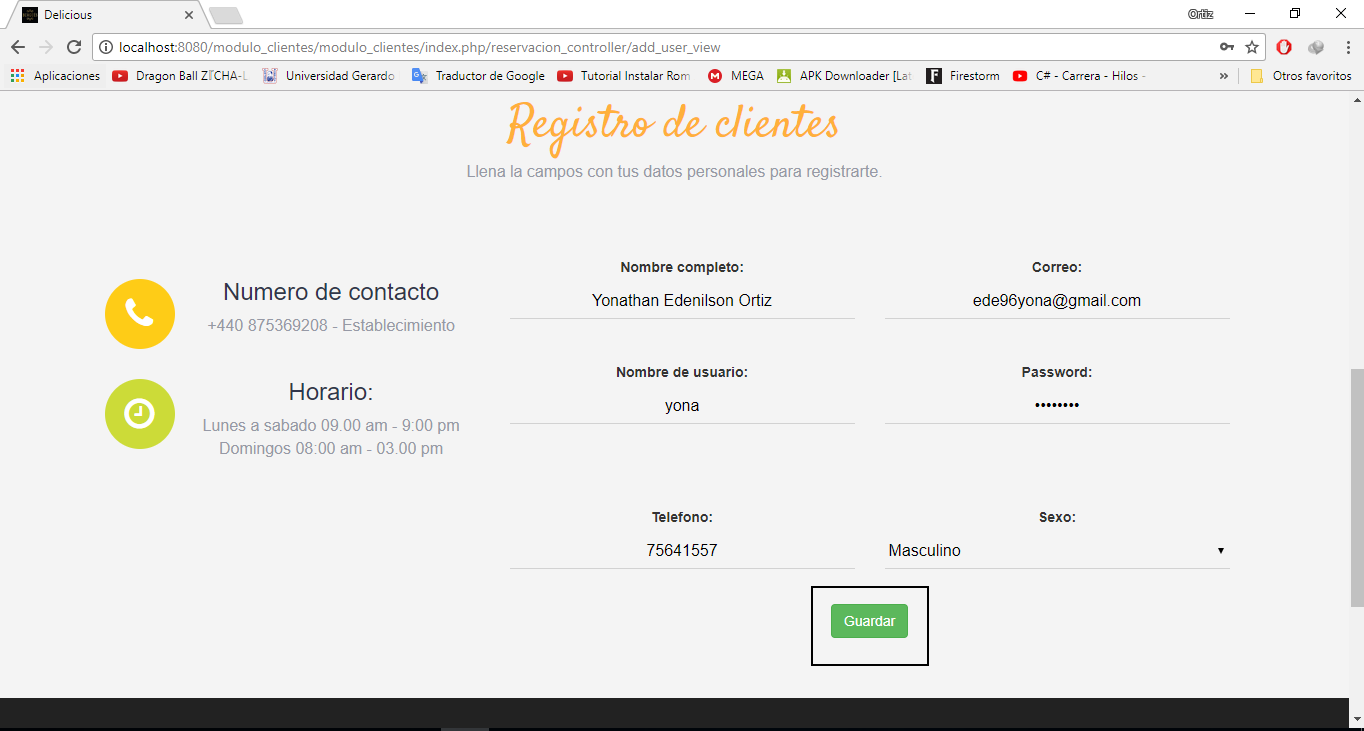 Delicious
Ortiz
localhost:8080/modulo_clientes/modulo_clientes/index.php/reservacion_controller/add_user_view
Aplicaciones Dragon Ball Z Universidad Gerardo Traductor de Google Tutorial Instalar Rom MEGA APK Downloader [Lat Firestorm C# - Carrera - Hilos - » Otros favoritos
Registro de clientes
Llena la campos con tus datos personales para registrarte.
Numero de contacto
+440 875369208 - Establecimiento
Horario:
Lunes a sabado 09.00 am - 9:00 pm
Domingos 08:00 am - 03.00 pm
Nombre completo: Correo:
Yonathan Edenilson Ortiz ede96yona@gmail.com
Nombre de usuario: Password:
yona ••••••••
Telefono: Sexo:
75641557 Masculino
Guardar